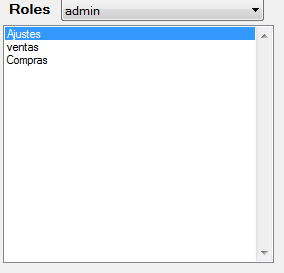 Roles admin
Ajustes
ventas
Compras